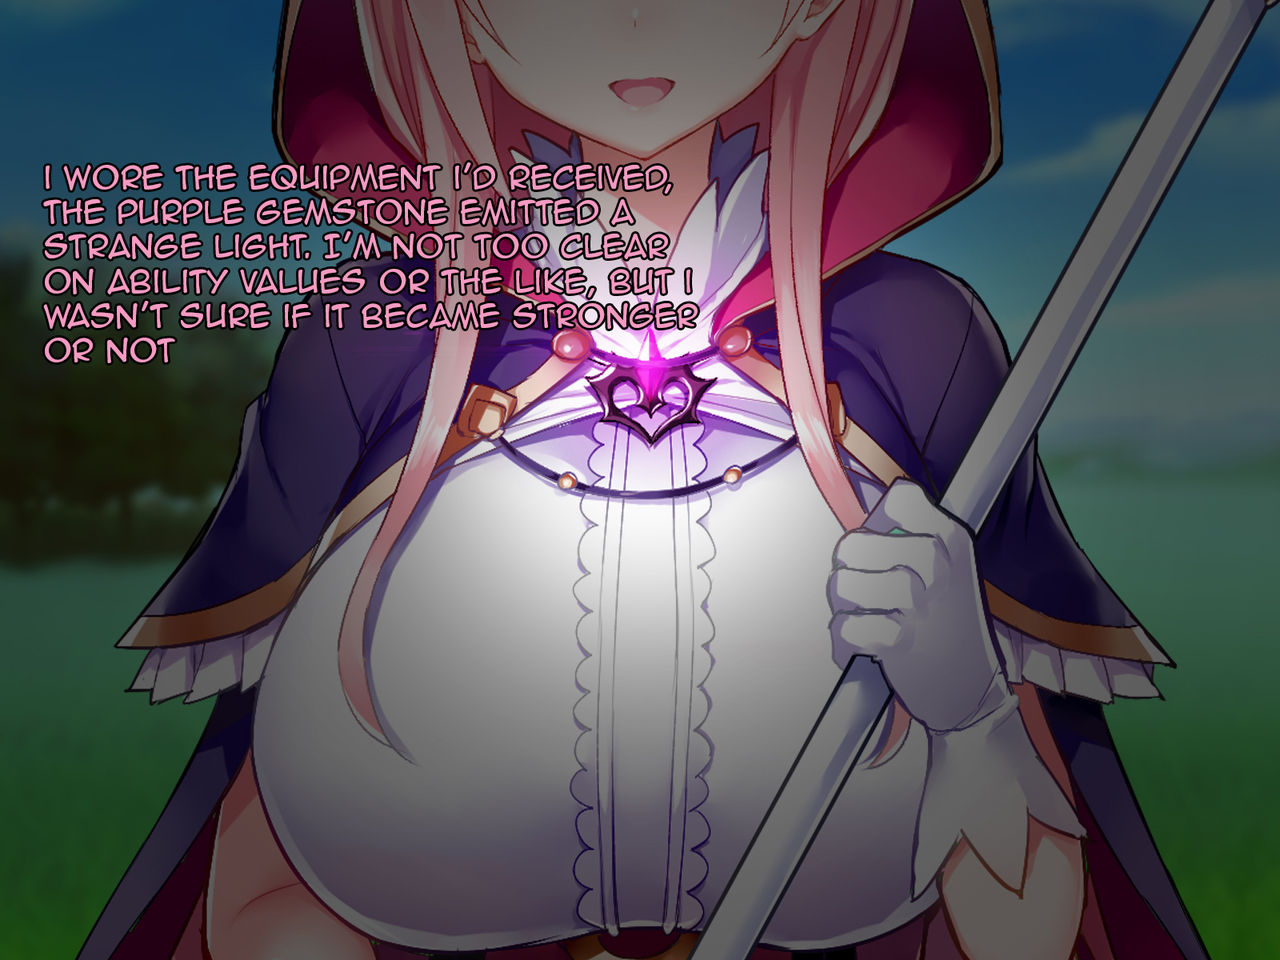 I WORE THE EQUIPMENT I'D RECEIVED,
THE PURPLE GEMSTONE EMITTED A
STRANGE LIGHT. I'M NOT TOO CLEAR
ON ABILITY VALUES OR THE LIKE, BUT I
WASN'T SURE IF IT BECAME STRONGER
OR NOT